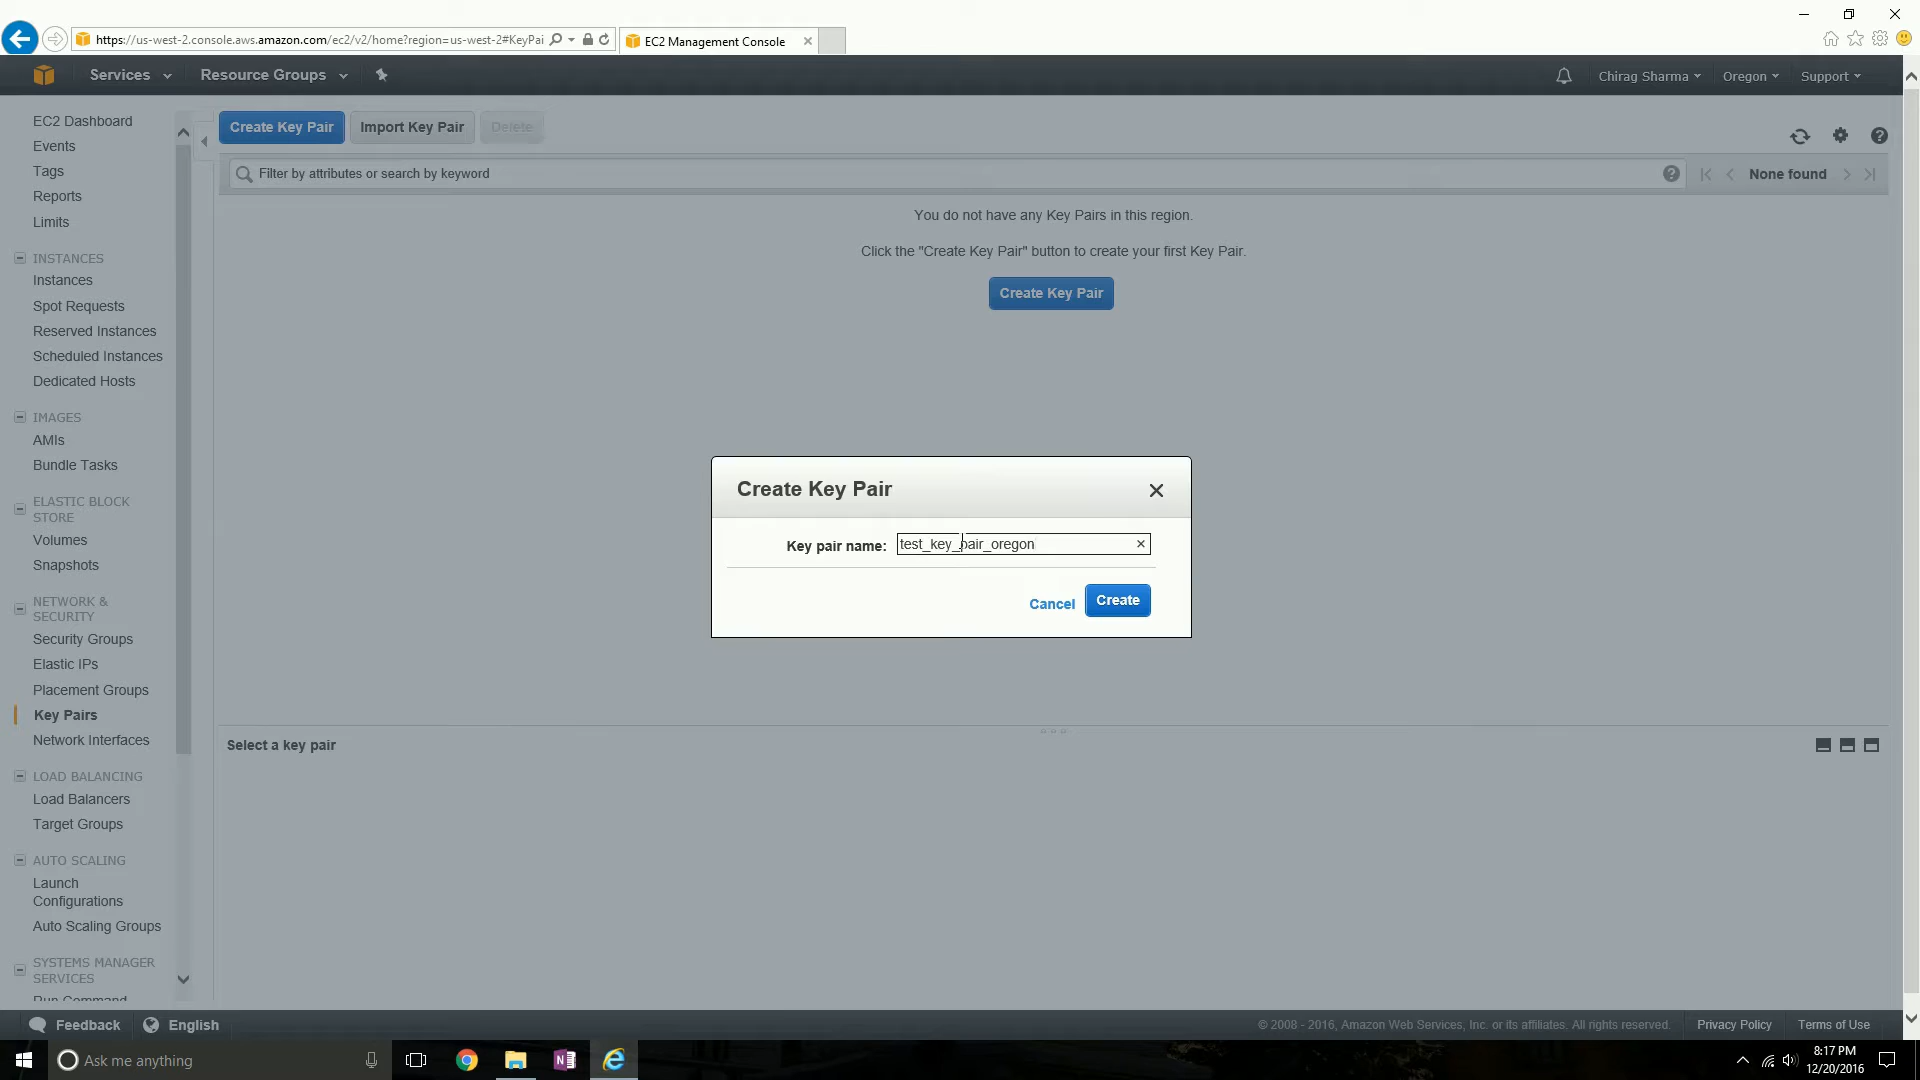 https://us-west-2.console.aws.amazon.com/ec2/v2/home?region=us-west-2#KeyPai
EC2 Management Console
Services
Resource Groups
Chirag Sharma
Oregon
Support
EC2 Dashboard
Events
Tags
Reports
Limits
INSTANCES
Instances
Spot Requests
Reserved Instances
Scheduled Instances
Dedicated Hosts
IMAGES
AMIs
Bundle Tasks
ELASTIC BLOCK
STORE
Volumes
Snapshots
NETWORK &
SECURITY
Security Groups
Elastic IPs
Placement Groups
Key Pairs
Network Interfaces
LOAD BALANCING
Load Balancers
Target Groups
AUTO SCALING
Launch
Configurations
Auto Scaling Groups
SYSTEMS MANAGER
SERVICES
Run Command
Create Key Pair
Import Key Pair
Delete
Filter by attributes or search by keyword
None found
You do not have any Key Pairs in this region.
Click the "Create Key Pair" button to create your first Key Pair.
Create Key Pair
Create Key Pair
Key pair name:
test_key_pair_oregon
Cancel
Create
Select a key pair
Feedback
English
© 2008 - 2016, Amazon Web Services, Inc. or its affiliates. All rights reserved.
Privacy Policy
Terms of Use
Ask me anything
8:17 PM
12/20/2016